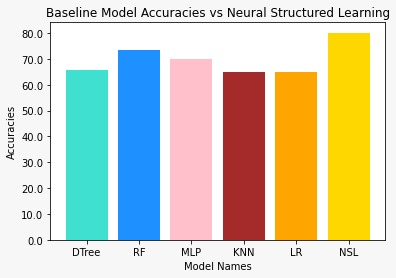 Baseline Model Accuracies vs Neural Structured Learning
80.0
70.0
60.0
50.0
40.0
30.0
20.0
10.0
0.0
Accuracies
DTree RF MLP KNN LR NSL
Model Names